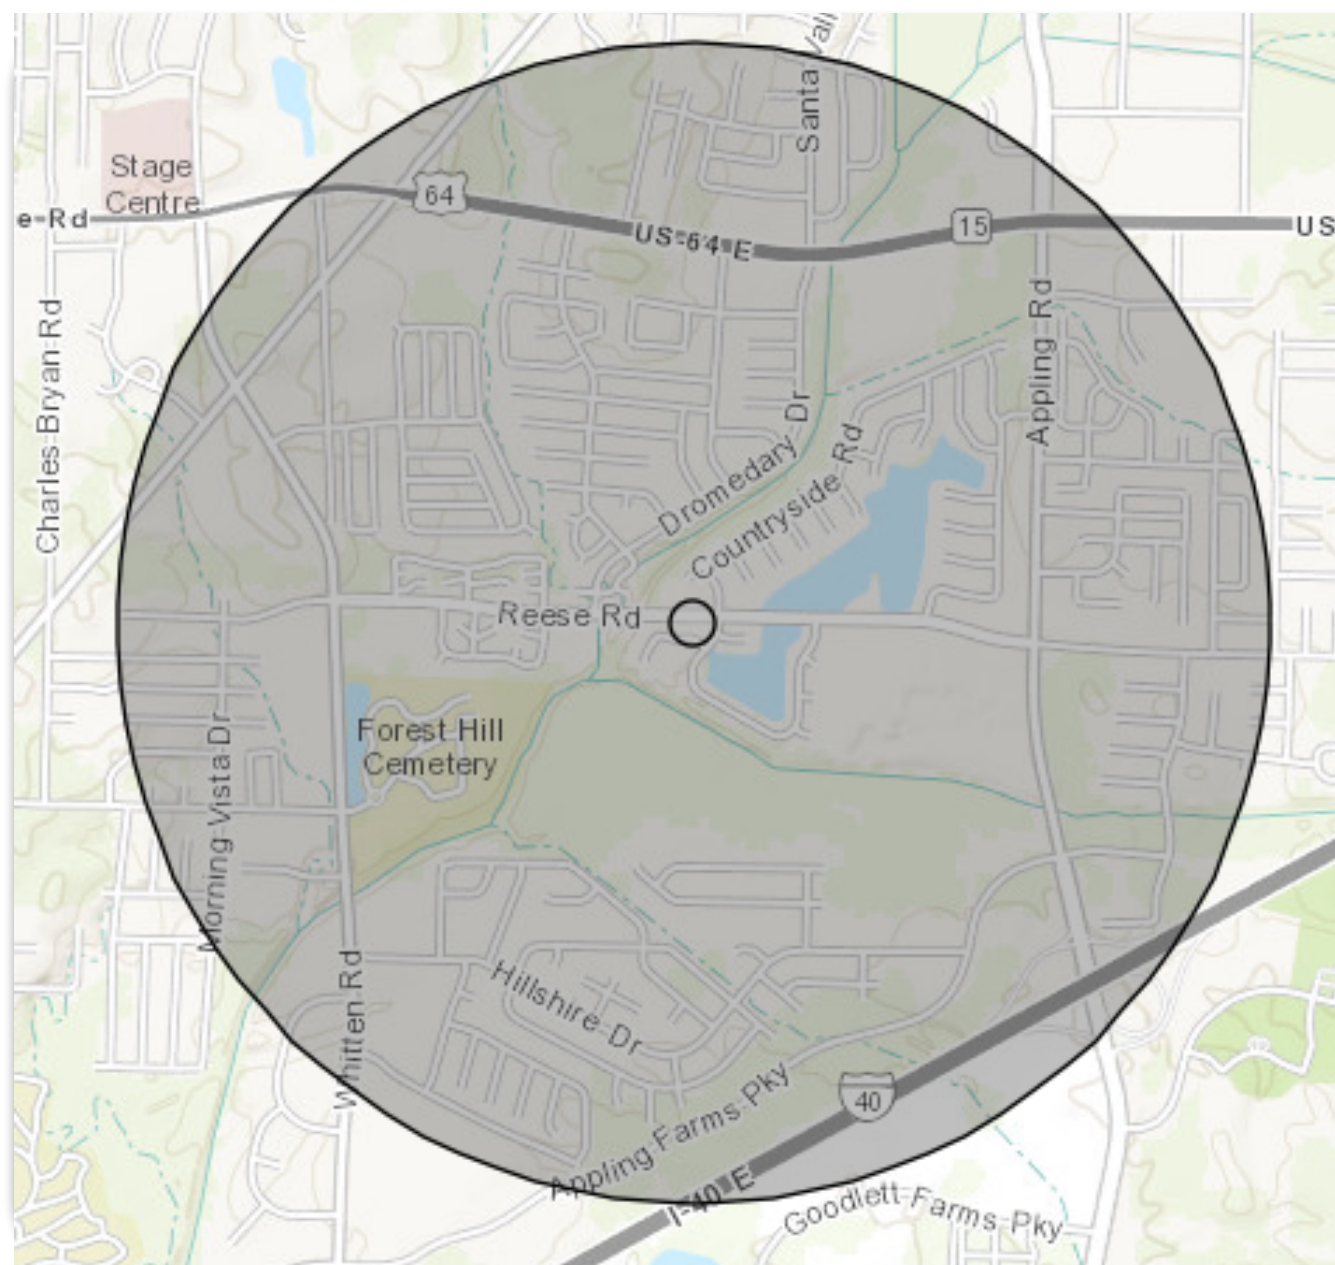 Valle
Santa
Stage
Centre
64
e Rd
US-64 E
15
US
Charles Bryan Rd
Appling Rd
Dromedary Dr
Countryside Rd
Reese Rd
Forest Hill
Cemetery
Morning Vista Dr
Whitten Rd
Hillshire Dr
Appling Farms Pky
40
I-40 E
Goodlett Farms Pky